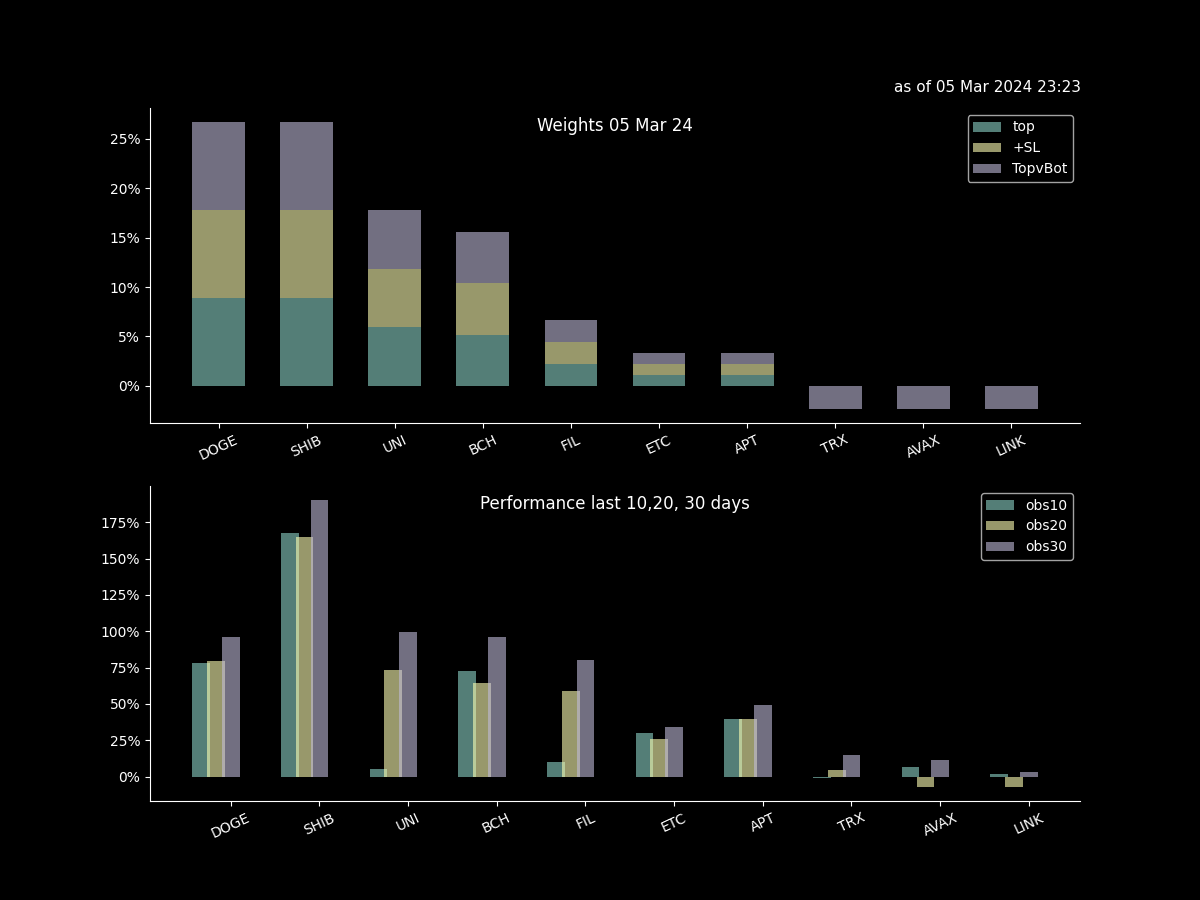 as of 05 Mar 2024 23:23
Weights 05 Mar 24
top
+SL
TopvBot
25%
20%
15%
10%
5%
0%
DOGE SHIB UNI BCH FIL ETC APT TRX AVAX LINK
Performance last 10,20, 30 days
obs10
obs20
obs30
175%
150%
125%
100%
75%
50%
25%
0%
DOGE SHIB UNI BCH FIL ETC APT TRX AVAX LINK